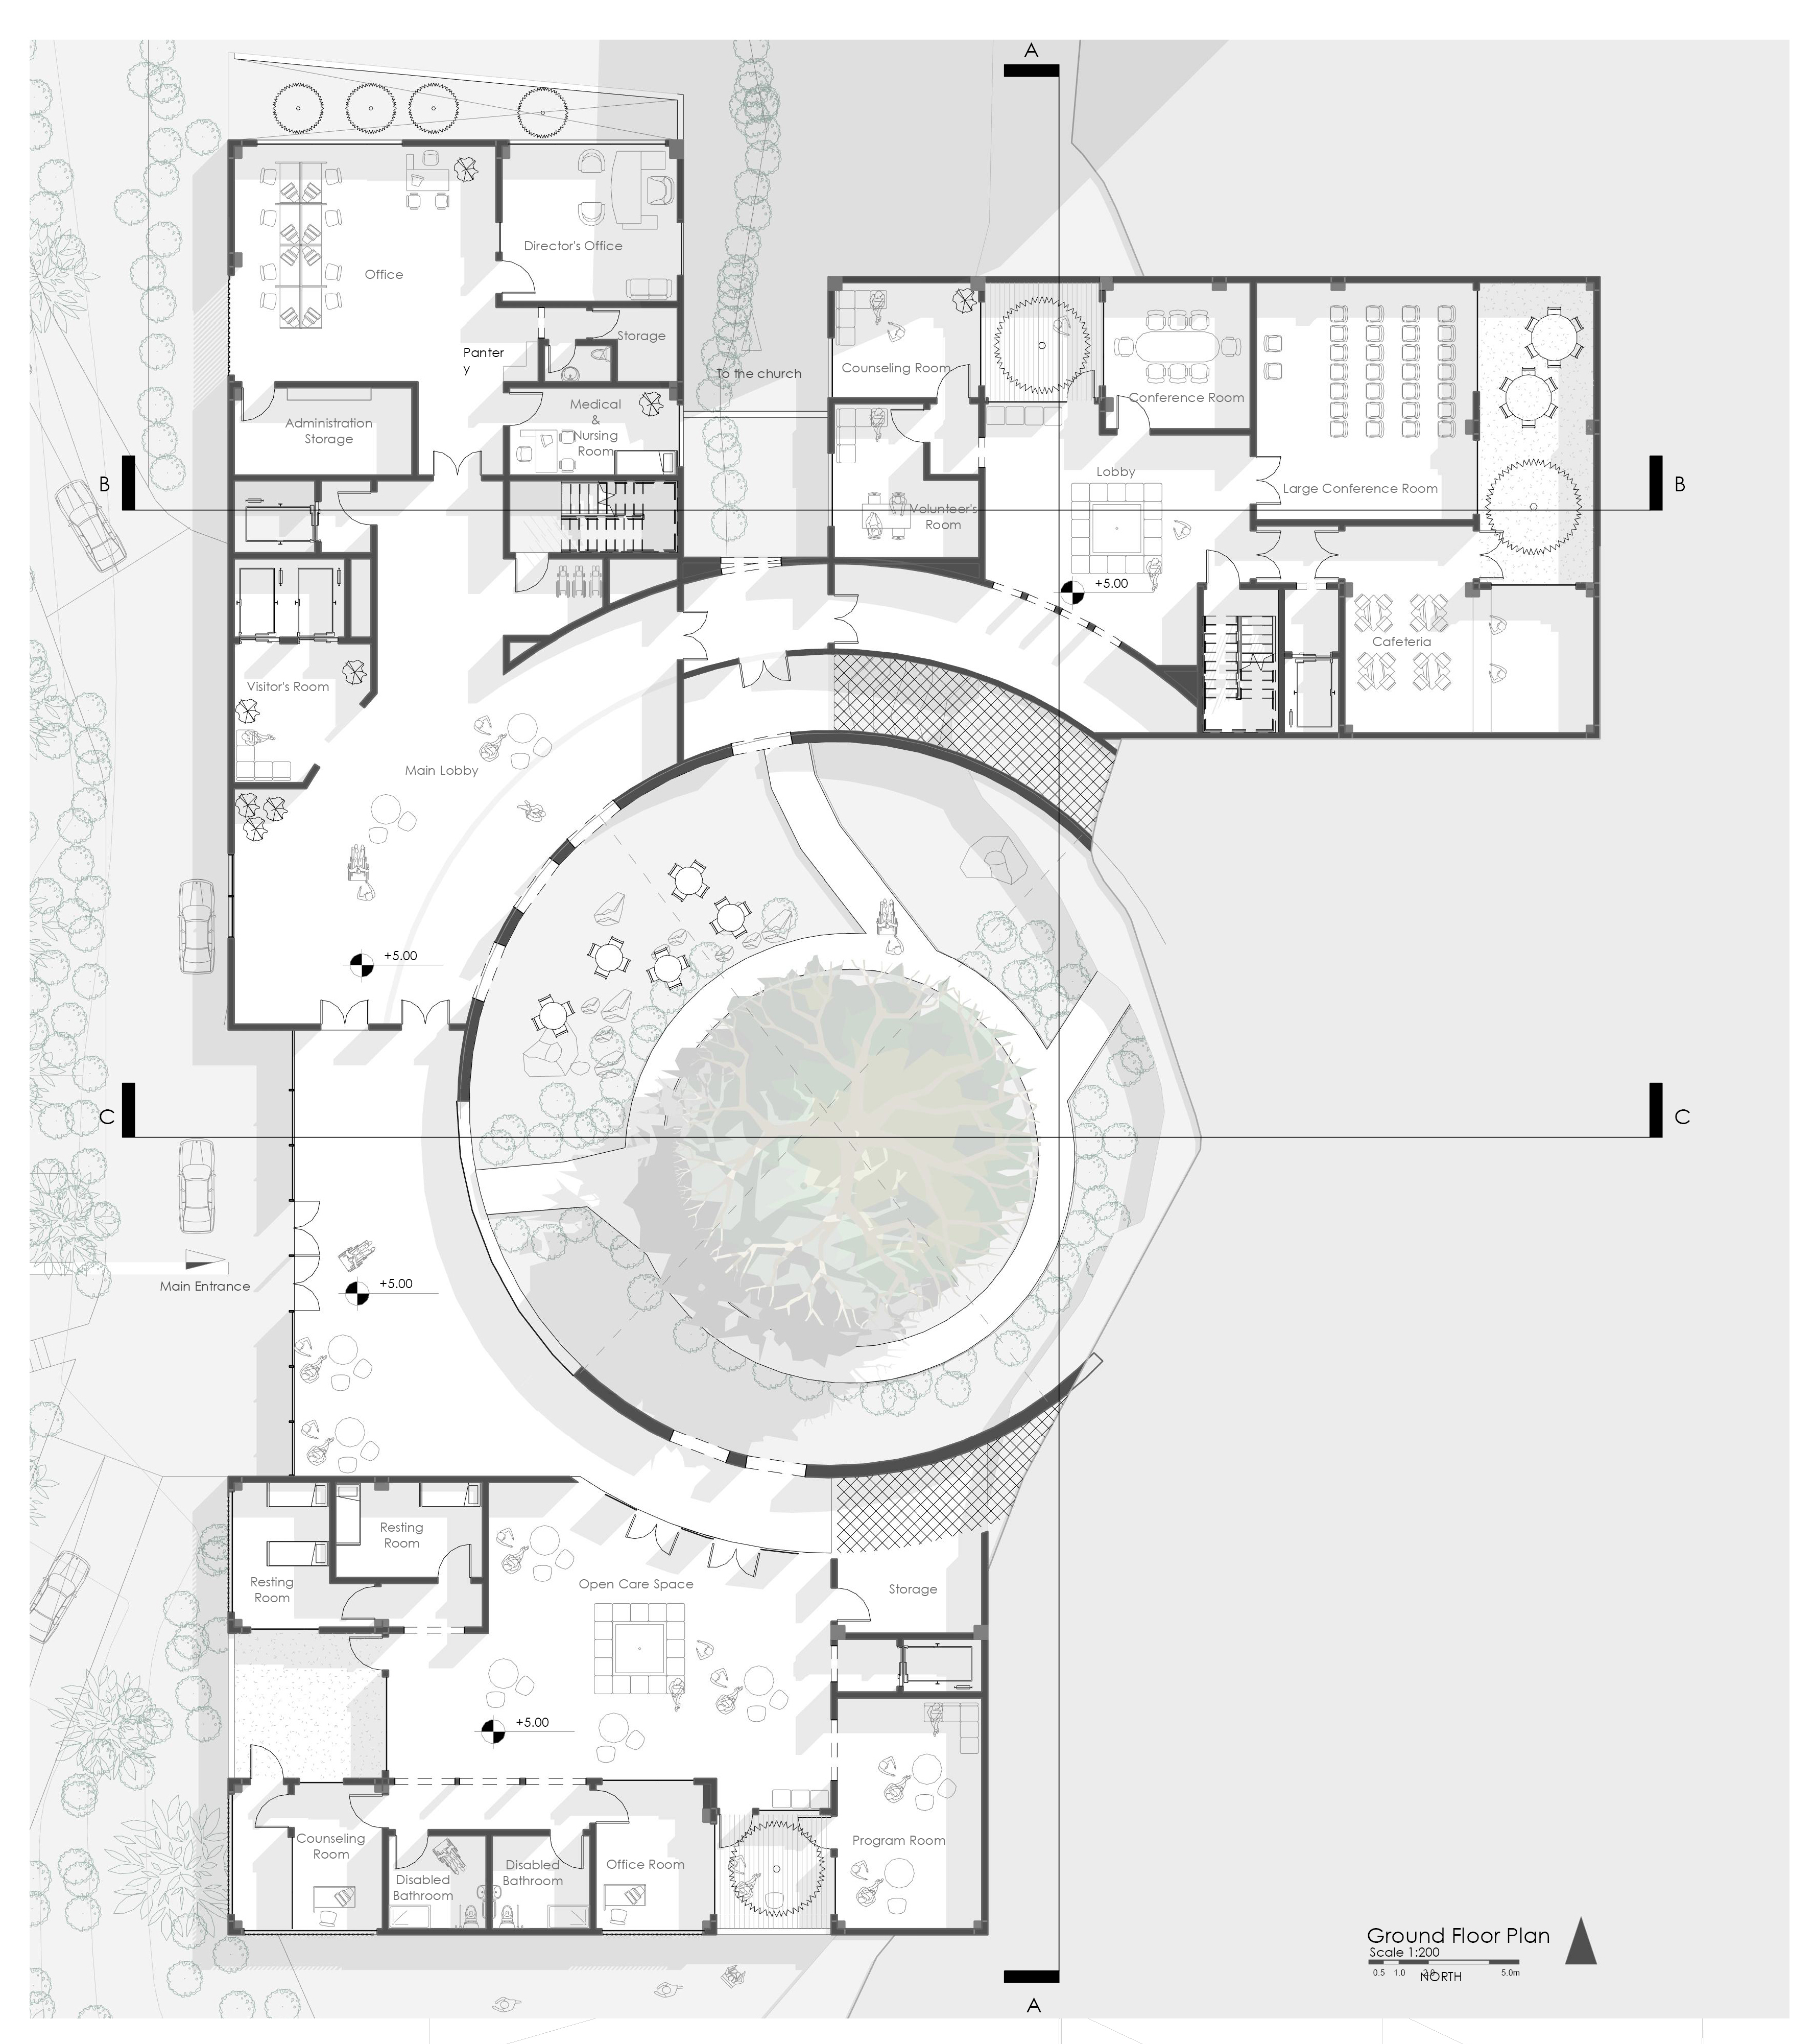 A
Director's Office
Office
Storage
Panter
y
To the church
Counseling Room
Conference Room
Medical
&
Nursing
Room
Administration
Storage
Lobby
B
B
Large Conference Room
Volunteer's
Room
+5.00
Cafeteria
Visitor's Room
Main Lobby
+5.00
C
C
Main Entrance
+5.00
Resting
Room
Resting
Room
Open Care Space
Storage
+5.00
Counseling
Room
Program Room
Disabled
Bathroom
Disabled
Bathroom
Office Room
Ground Floor Plan
Scale 1:200
0.5 1.0 2.0 5.0m
NORTH
A